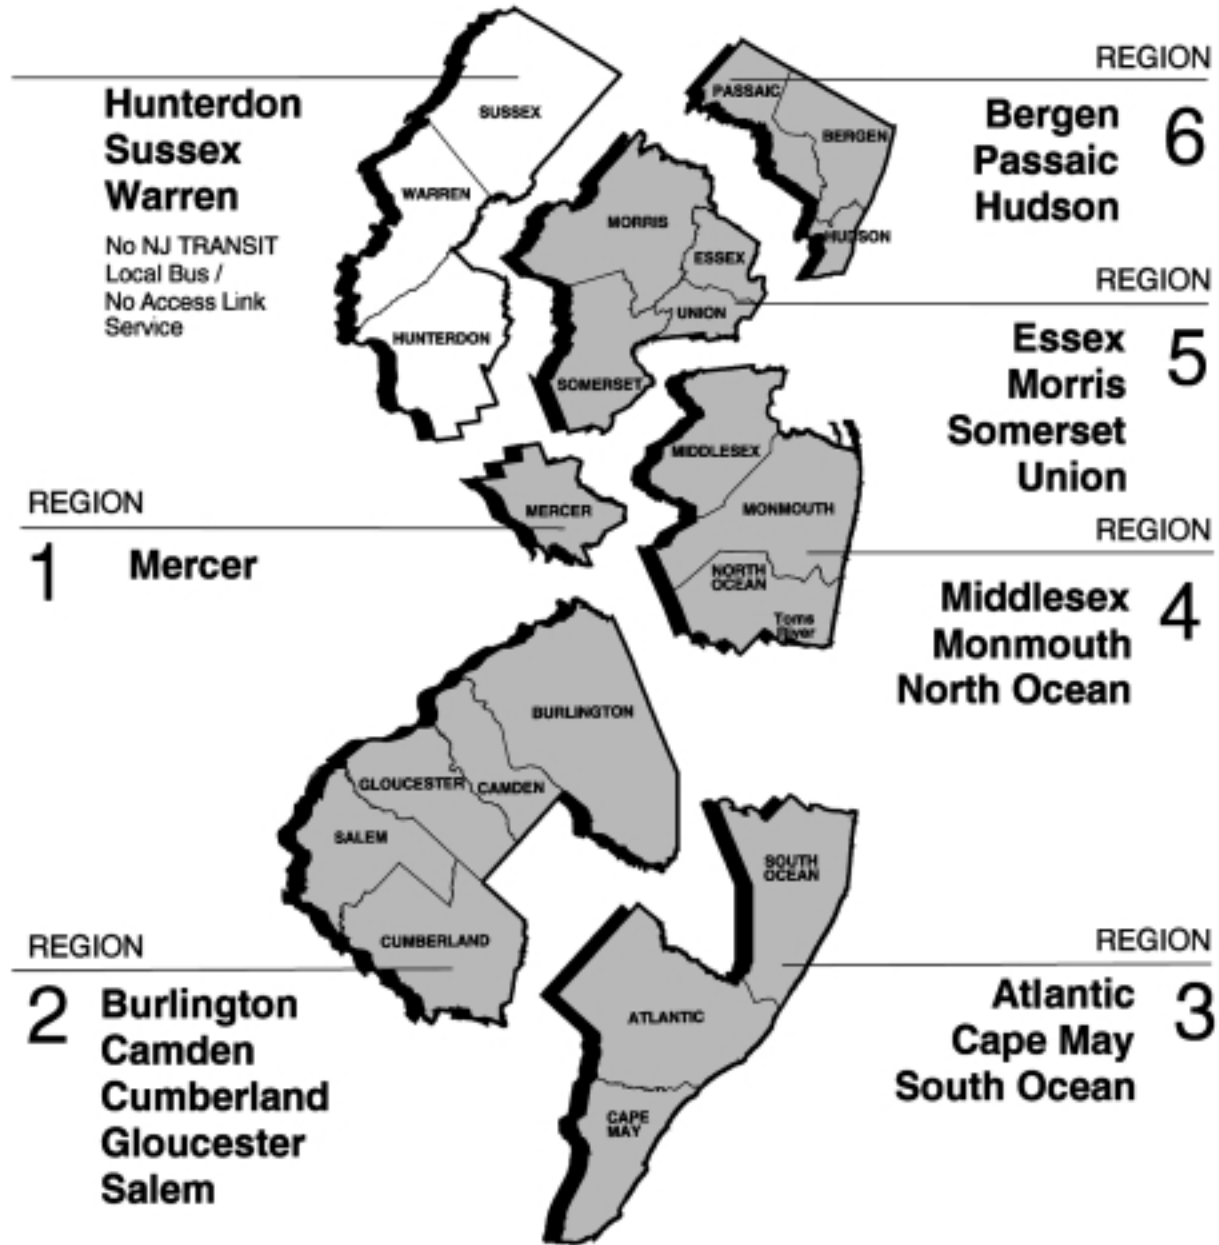 Hunterdon
Sussex
Warren
No NJ TRANSIT
Local Bus /
No Access Link
Service
SUSSEX
WARREN
HUNTERDON
PASSAIC
BERGEN
HUDSON
REGION
6
Bergen
Passaic
Hudson
MORRIS
ESSEX
UNION
SOMERSET
REGION
5
Essex
Morris
Somerset
Union
REGION
1
Mercer
MERCER
MIDDLESEX
MONMOUTH
NORTH
OCEAN
Toms
River
REGION
4
Middlesex
Monmouth
North Ocean
BURLINGTON
GLOUCESTER
CAMDEN
SALEM
CUMBERLAND
REGION
2
Burlington
Camden
Cumberland
Gloucester
Salem
SOUTH
OCEAN
ATLANTIC
CAPE
MAY
REGION
3
Atlantic
Cape May
South Ocean